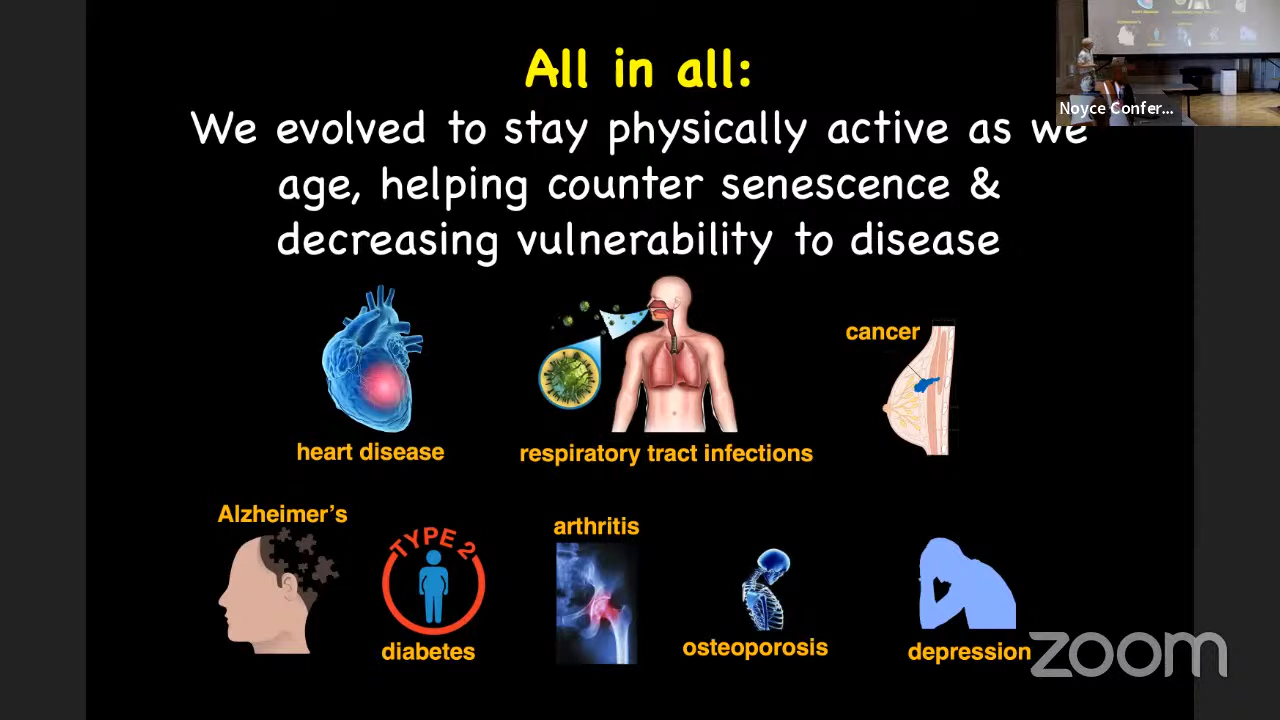 All in all:
We evolved to stay physically active as we
age, helping counter senescence &
decreasing vulnerability to disease
Noyce Confer...
cancer
heart disease
respiratory tract infections
Alzheimer's
TYPE 2
arthritis
diabetes
osteoporosis
depression
zoom